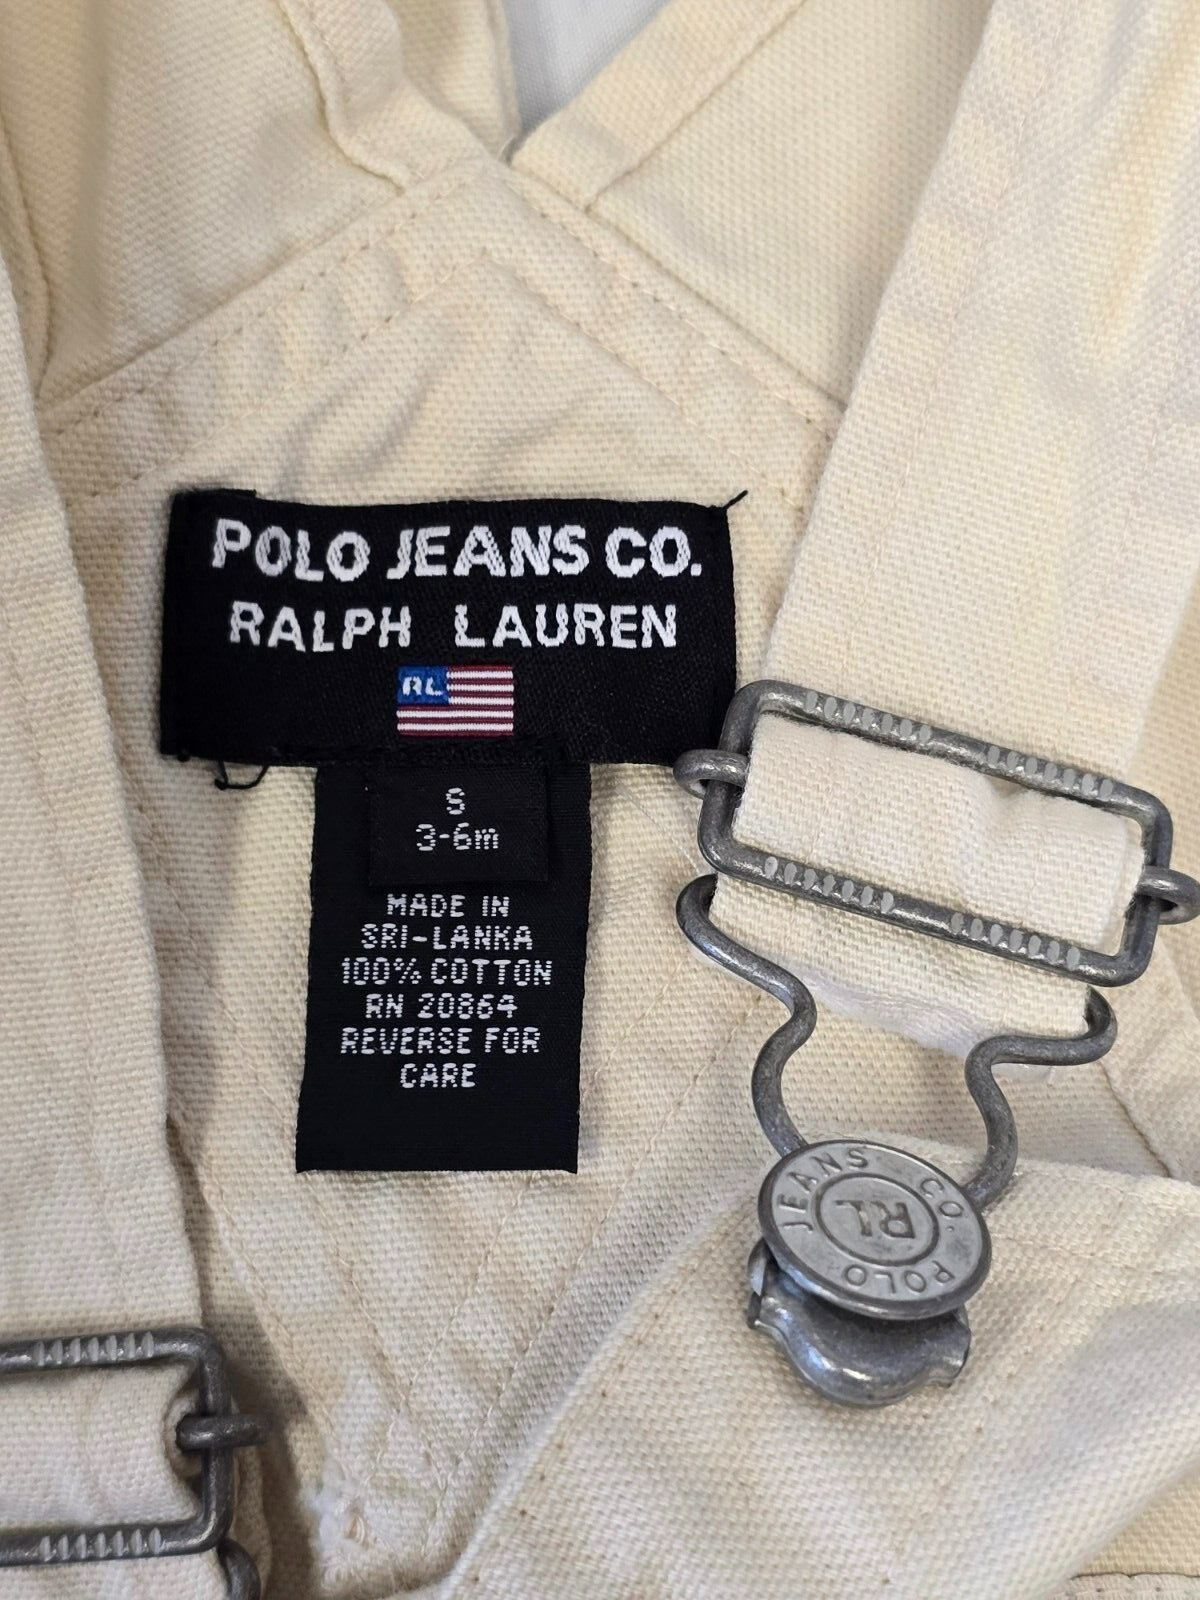 POLO JEANS CO.
RALPH LAUREN
RL
S
3-6m
MADE IN
SRI-LANKA
100% COTTON
RN 20864
REVERSE FOR
CARE
POLO JEANS CO.
RL